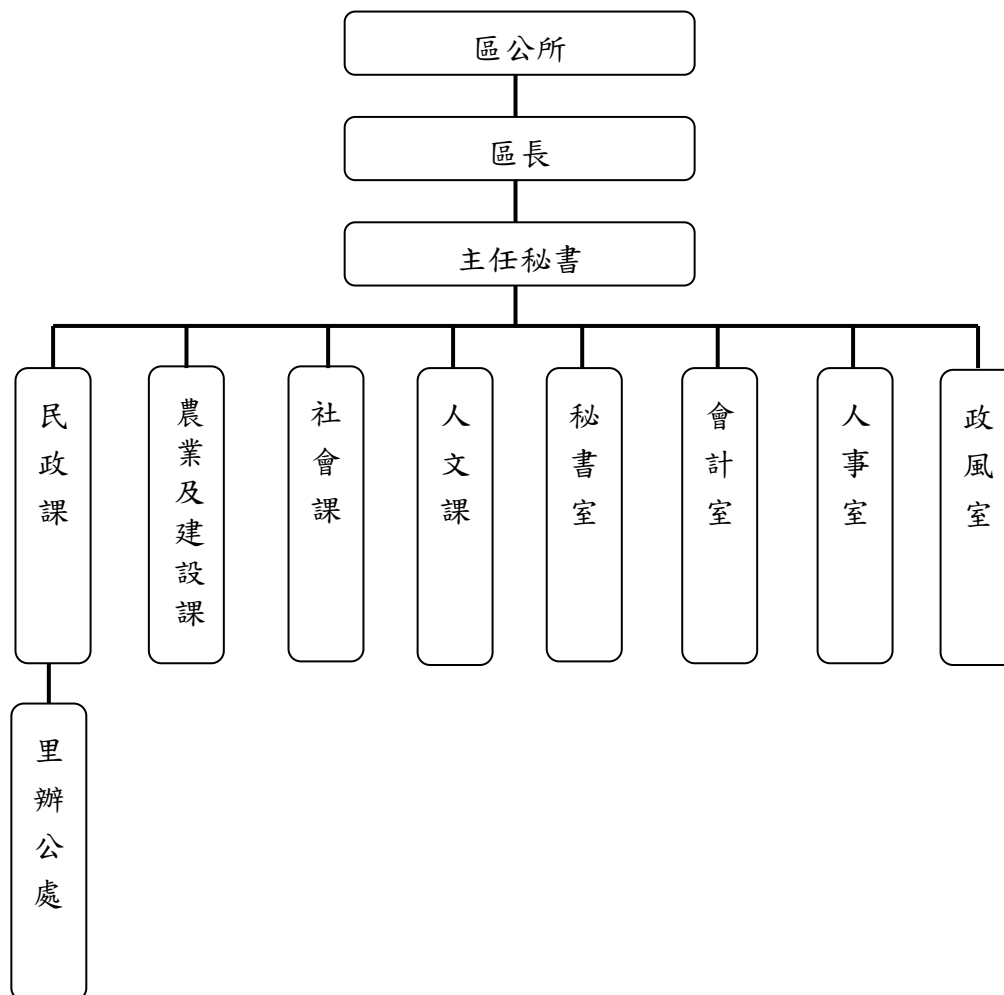 區公所
區長
主任秘書
民政課
農業及建設課
社會課
人文課
秘書室
會計室
人事室
政風室
里辦公處